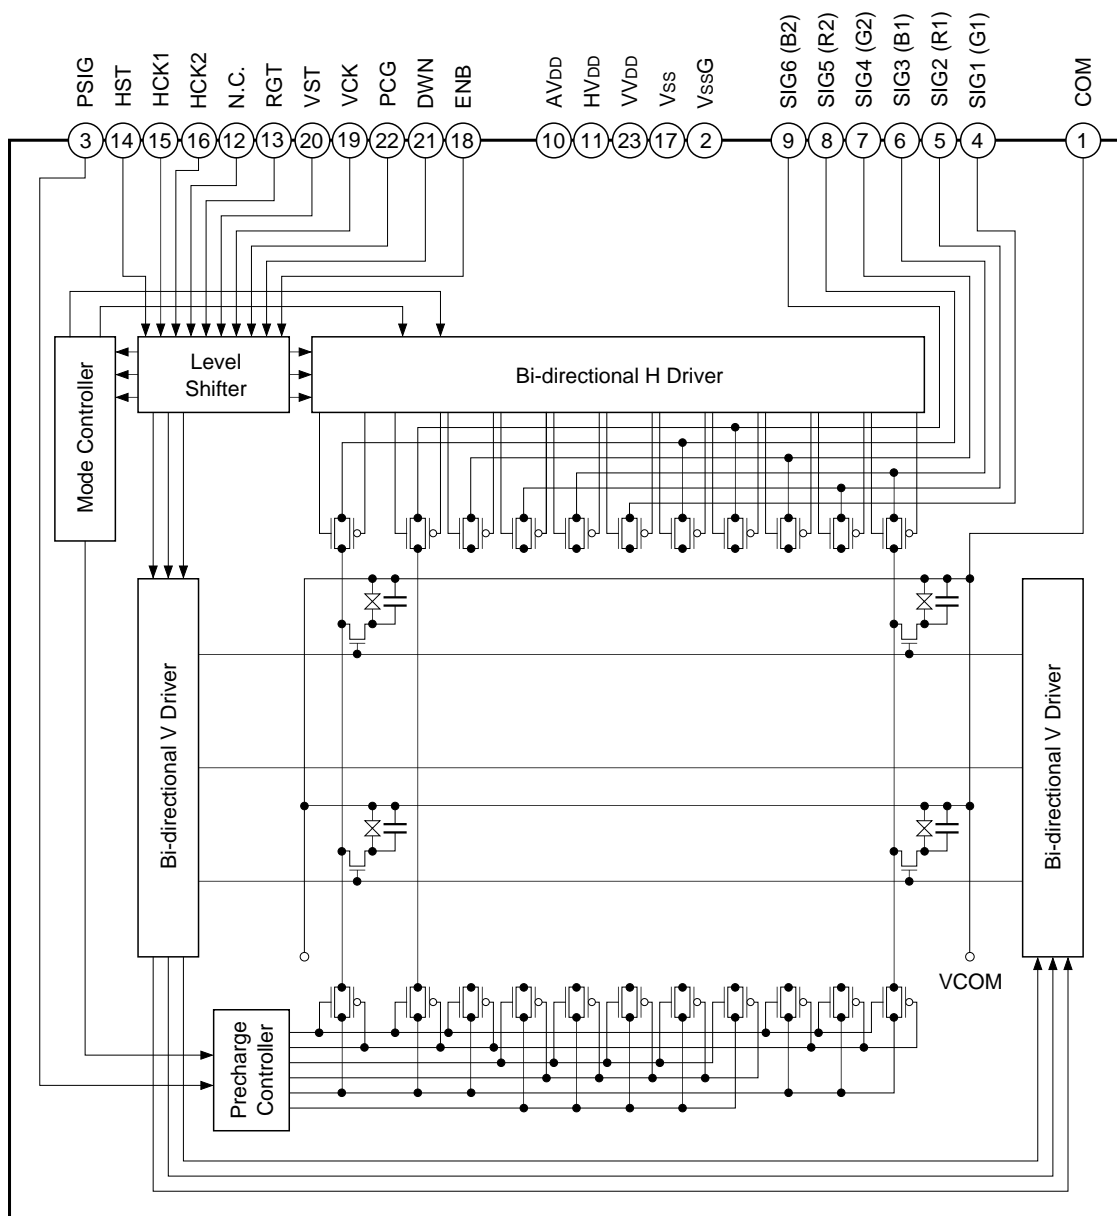 PSIG
HST
HCK1
HCK2
N.C.
RGT
VST
VCK
PCG
DWN
ENB
AVDD
HVDD
VVDD
VSS
VSSG
SIG6 (B2)
SIG5 (R2)
SIG4 (G2)
SIG3 (B1)
SIG2 (R1)
SIG1 (G1)
COM
3
14
15
16
12
13
20
19
22
21
18
10
11
23
17
2
9
8
7
6
5
4
1
Mode Controller
Level
Shifter
Bi-directional H Driver
Bi-directional V Driver
Bi-directional V Driver
VCOM
Precharge
Controller